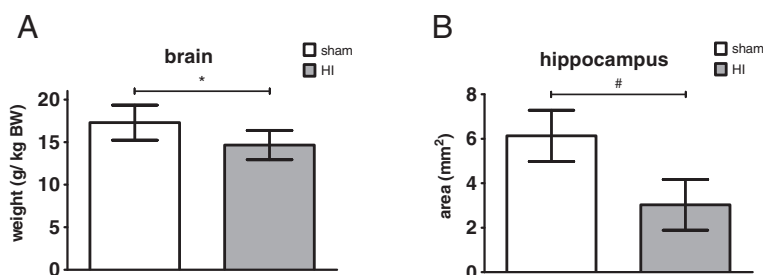 A
brain
sham
HI
*
weight (g/ kg BW)
20
15
10
5
0
B
hippocampus
sham
HI
#
area (mm²)
8
6
4
2
0